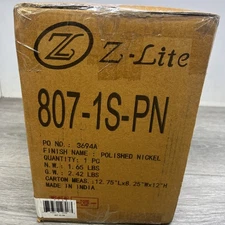 Z-Lite
807-1S-PN
PO NO : 3694A
FINISH NAME : POLISHED NICKEL
QUANTITY: 1 PC
N.W.: 1.65 LBS
G.W.: 2.42 LBS
CARTON MEAS.:12.75"Lx8.25"Wx12"H
MADE IN INDIA